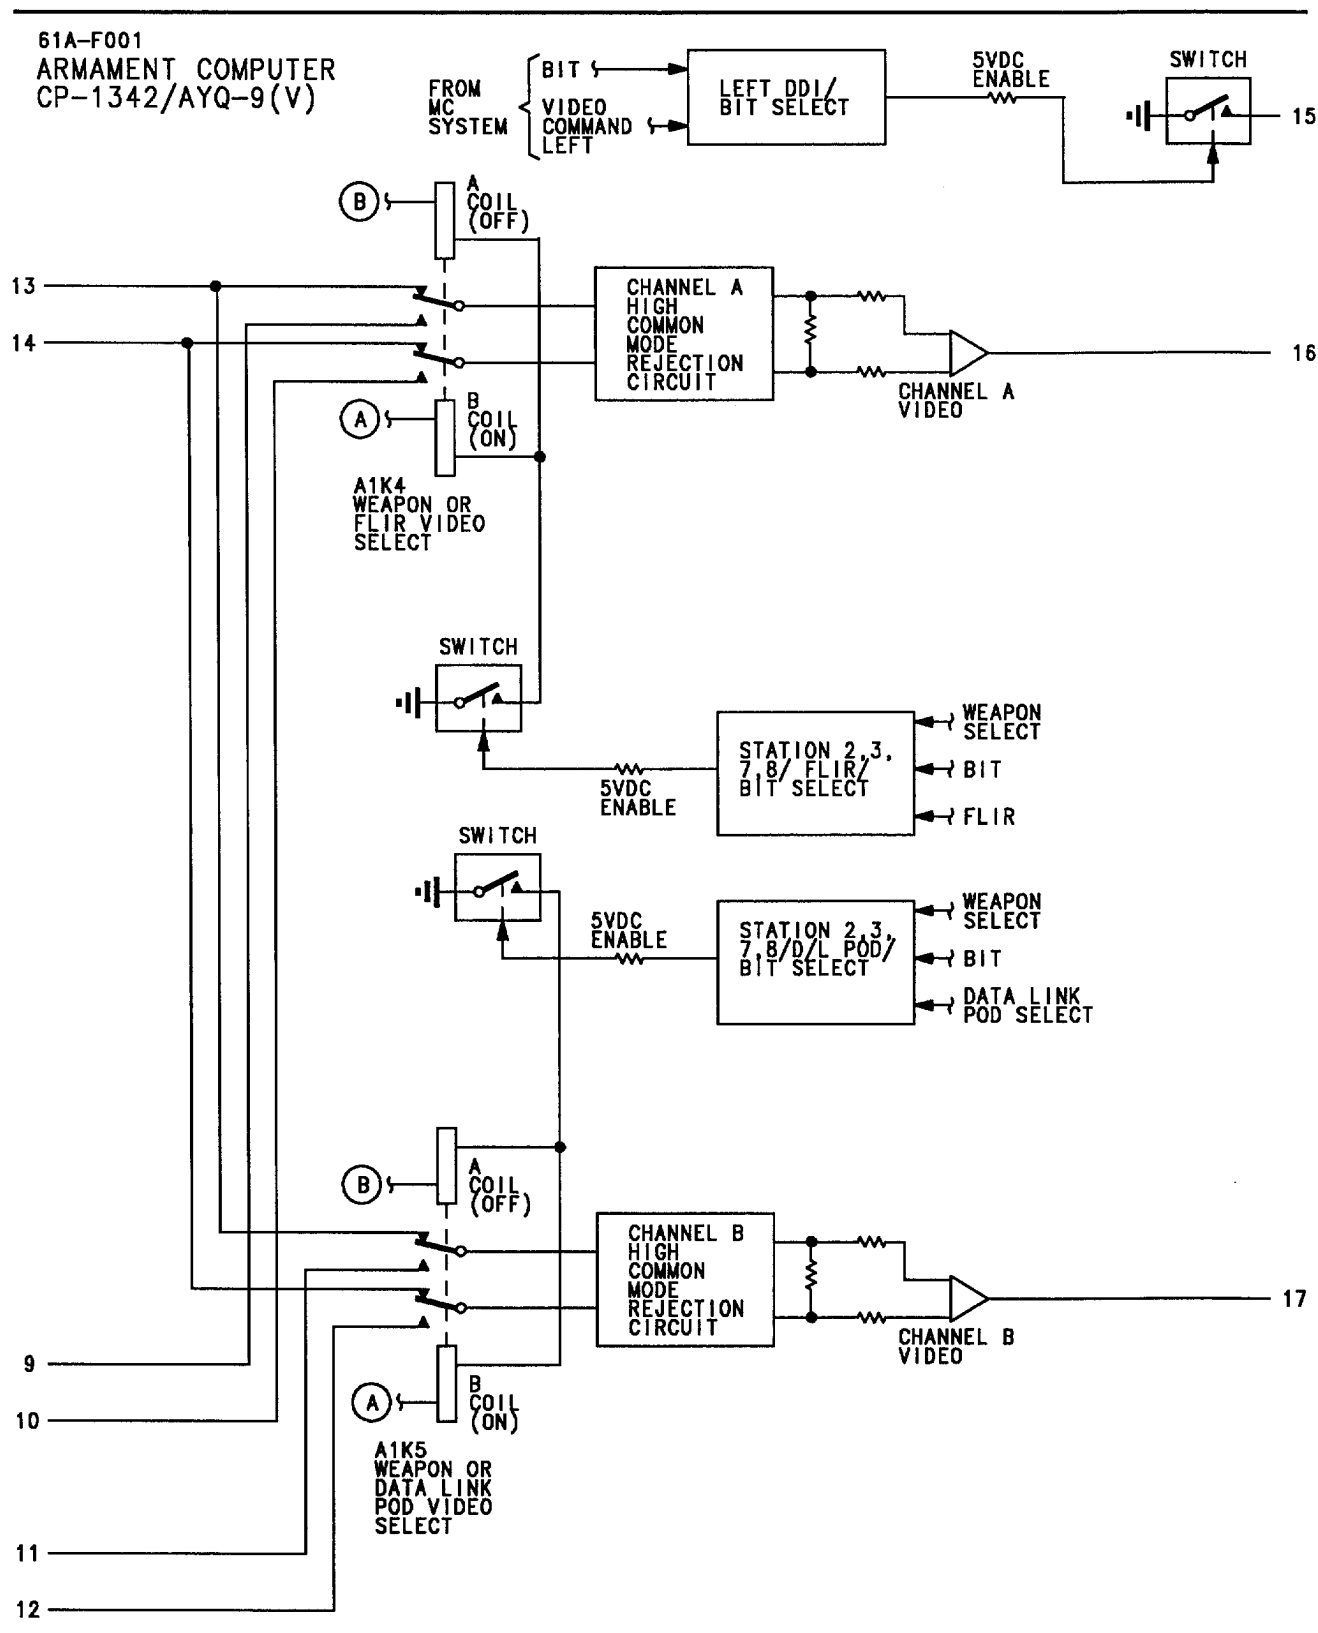 61A-F001
ARMAMENT COMPUTER
CP-1342/AYQ-9(V)
FROM
MC
SYSTEM
BIT
VIDEO
COMMAND
LEFT
LEFT DDI/
BIT SELECT
5VDC
ENABLE
SWITCH
15
B
A
COIL
(OFF)
13
14
CHANNEL A
HIGH
COMMON
MODE
REJECTION
CIRCUIT
16
CHANNEL A
VIDEO
A
B
COIL
(ON)
A1K4
WEAPON OR
FLIR VIDEO
SELECT
SWITCH
5VDC
ENABLE
STATION 2,3,
7,8/ FLIR/
BIT SELECT
WEAPON
SELECT
BIT
FLIR
SWITCH
5VDC
ENABLE
STATION 2,3,
7,8/D/L POD/
BIT SELECT
WEAPON
SELECT
BIT
DATA LINK
POD SELECT
B
A
COIL
(OFF)
CHANNEL B
HIGH
COMMON
MODE
REJECTION
CIRCUIT
17
CHANNEL B
VIDEO
9
10
A
B
COIL
(ON)
A1K5
WEAPON OR
DATA LINK
POD VIDEO
SELECT
11
12